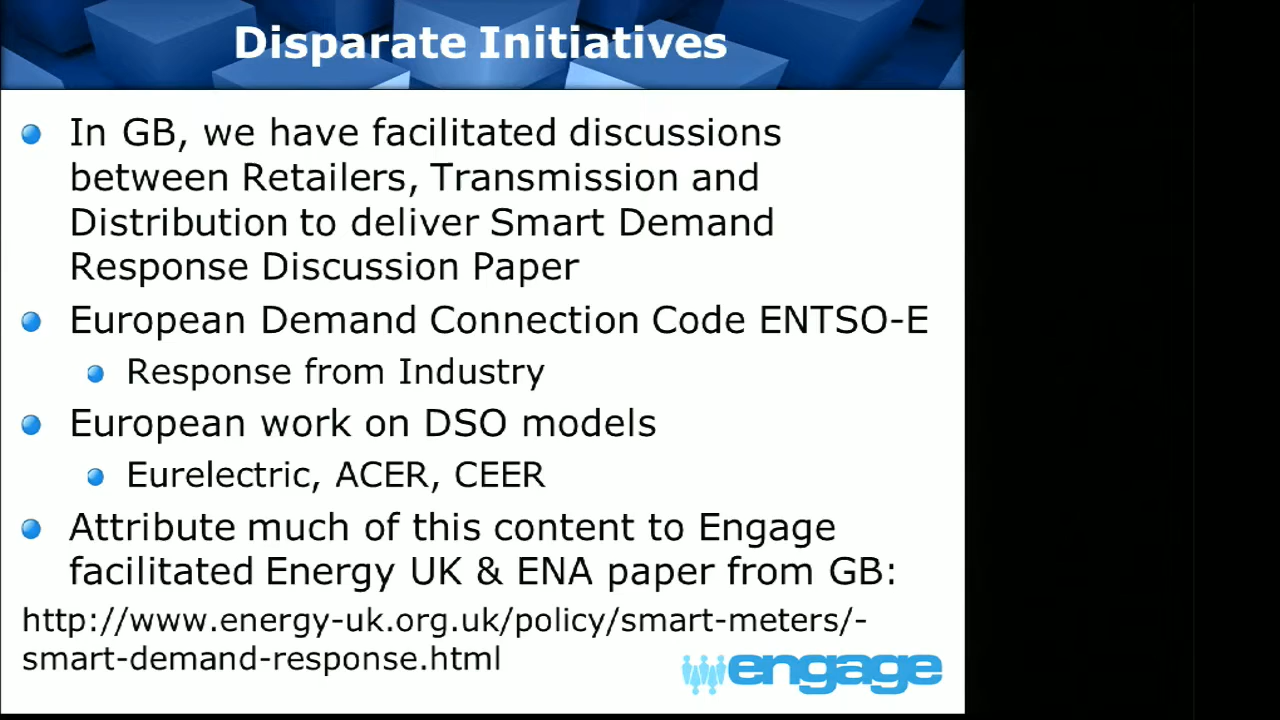 Disparate Initiatives
In GB, we have facilitated discussions
between Retailers, Transmission and
Distribution to deliver Smart Demand
Response Discussion Paper
European Demand Connection Code ENTSO-E
Response from Industry
European work on DSO models
Eurelectric, ACER, CEER
Attribute much of this content to Engage
facilitated Energy UK & ENA paper from GB:
http://www.energy-uk.org.uk/policy/smart-meters/-
smart-demand-response.html
engage